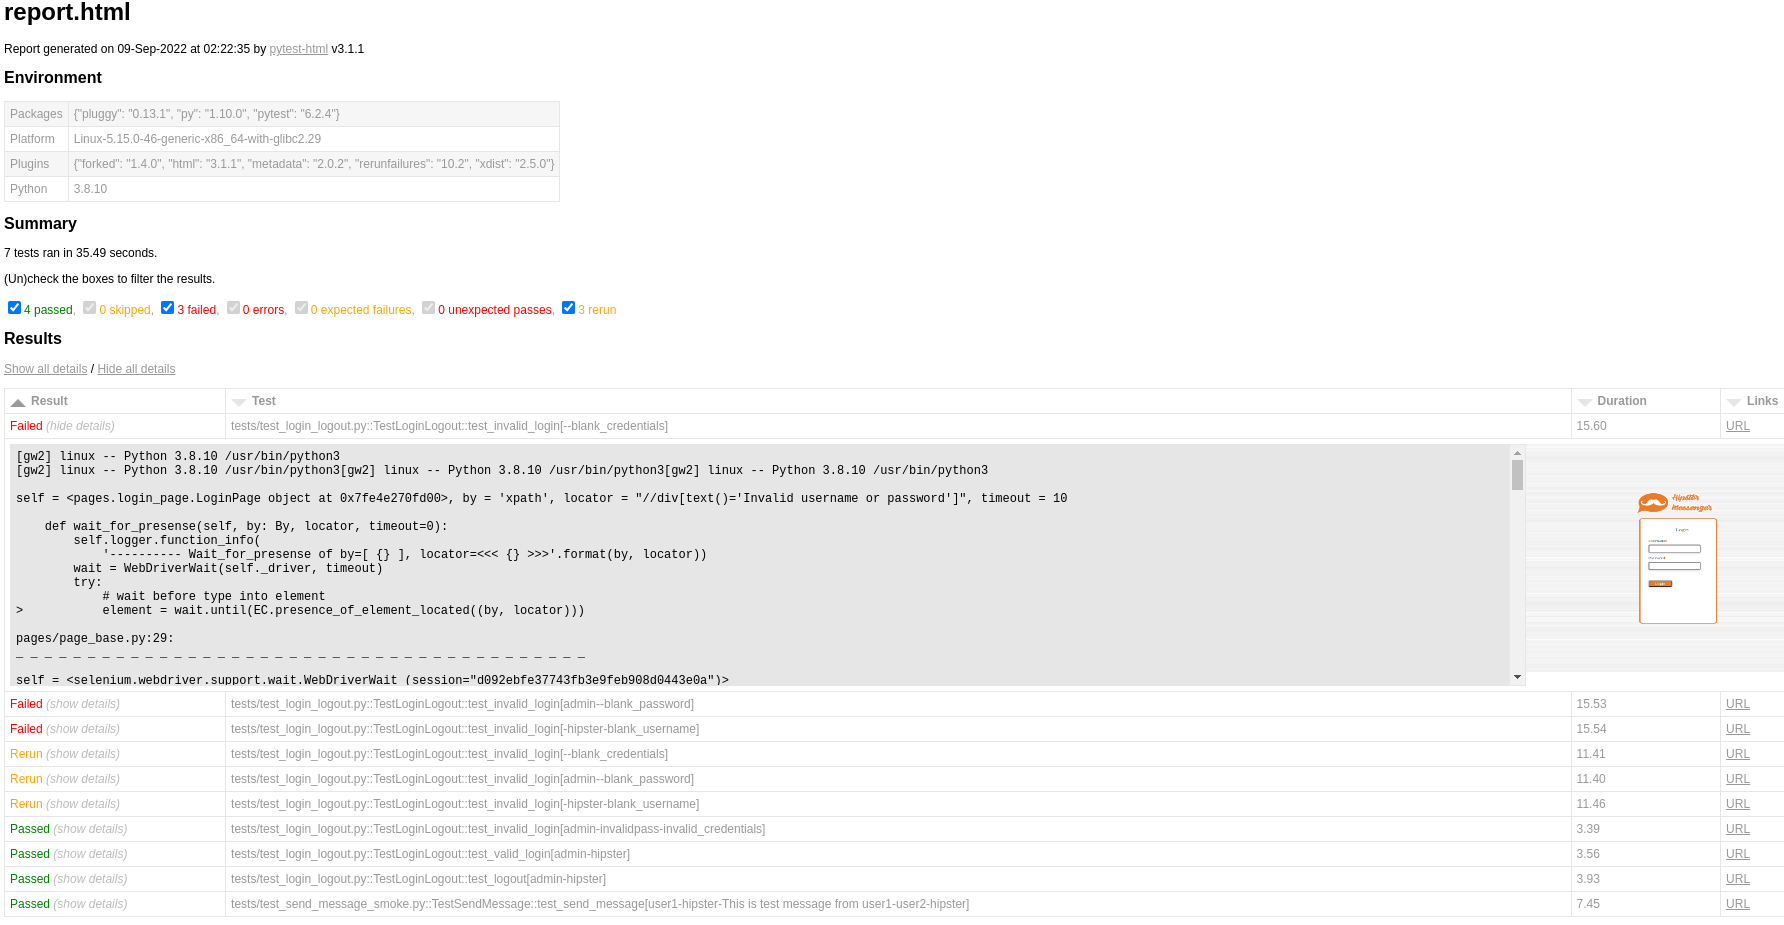 report.html
Report generated on 09-Sep-2022 at 02:22:35 by pytest-html v3.1.1
Environment
Packages {"pluggy": "0.13.1", "py": "1.10.0", "pytest": "6.2.4"}
Platform Linux-5.15.0-46-generic-x86_64-with-glibc2.29
Plugins {"forked": "1.4.0", "html": "3.1.1", "metadata": "2.0.2", "rerunfailures": "10.2", "xdist": "2.5.0"}
Python 3.8.10
Summary
7 tests ran in 35.49 seconds.
(Un)check the boxes to filter the results.
4 passed, 0 skipped, 3 failed, 0 errors, 0 expected failures, 0 unexpected passes, 3 rerun
Results
Show all details / Hide all details
Result Test Duration Links
Failed (hide details) tests/test_login_logout.py::TestLoginLogout::test_invalid_login[--blank_credentials] 15.60 URL
[gw2] linux -- Python 3.8.10 /usr/bin/python3
[gw2] linux -- Python 3.8.10 /usr/bin/python3[gw2] linux -- Python 3.8.10 /usr/bin/python3[gw2] linux -- Python 3.8.10 /usr/bin/python3
self = <pages.login_page.LoginPage object at 0x7fe4e270fd00>, by = 'xpath', locator = "//div[text()='Invalid username or password']", timeout = 10
def wait_for_presense(self, by: By, locator, timeout=0):
self.logger.function_info(
'---------- Wait_for_presense of by=[ {} ], locator=<<< {} >>>'.format(by, locator))
wait = WebDriverWait(self._driver, timeout)
try:
# wait before type into element
> element = wait.until(EC.presence_of_element_located((by, locator)))
pages/page_base.py:29:
_ _ _ _ _ _ _ _ _ _ _ _ _ _ _ _ _ _ _ _ _ _ _ _ _ _ _ _ _ _ _ _ _ _ _ _ _ _ _ _
self = <selenium.webdriver.support.wait.WebDriverWait (session="d092ebfe37743fb3e9feb908d0443e0a")>
Hipster
Messenger
Login
Login
Failed (show details) tests/test_login_logout.py::TestLoginLogout::test_invalid_login[admin--blank_password] 15.53 URL
Failed (show details) tests/test_login_logout.py::TestLoginLogout::test_invalid_login[-hipster-blank_username] 15.54 URL
Rerun (show details) tests/test_login_logout.py::TestLoginLogout::test_invalid_login[--blank_credentials] 11.41 URL
Rerun (show details) tests/test_login_logout.py::TestLoginLogout::test_invalid_login[admin--blank_password] 11.40 URL
Rerun (show details) tests/test_login_logout.py::TestLoginLogout::test_invalid_login[-hipster-blank_username] 11.46 URL
Passed (show details) tests/test_login_logout.py::TestLoginLogout::test_invalid_login[admin-invalidpass-invalid_credentials] 3.39 URL
Passed (show details) tests/test_login_logout.py::TestLoginLogout::test_valid_login[admin-hipster] 3.56 URL
Passed (show details) tests/test_login_logout.py::TestLoginLogout::test_logout[admin-hipster] 3.93 URL
Passed (show details) tests/test_send_message_smoke.py::TestSendMessage::test_send_message[user1-hipster-This is test message from user1-user2-hipster] 7.45 URL